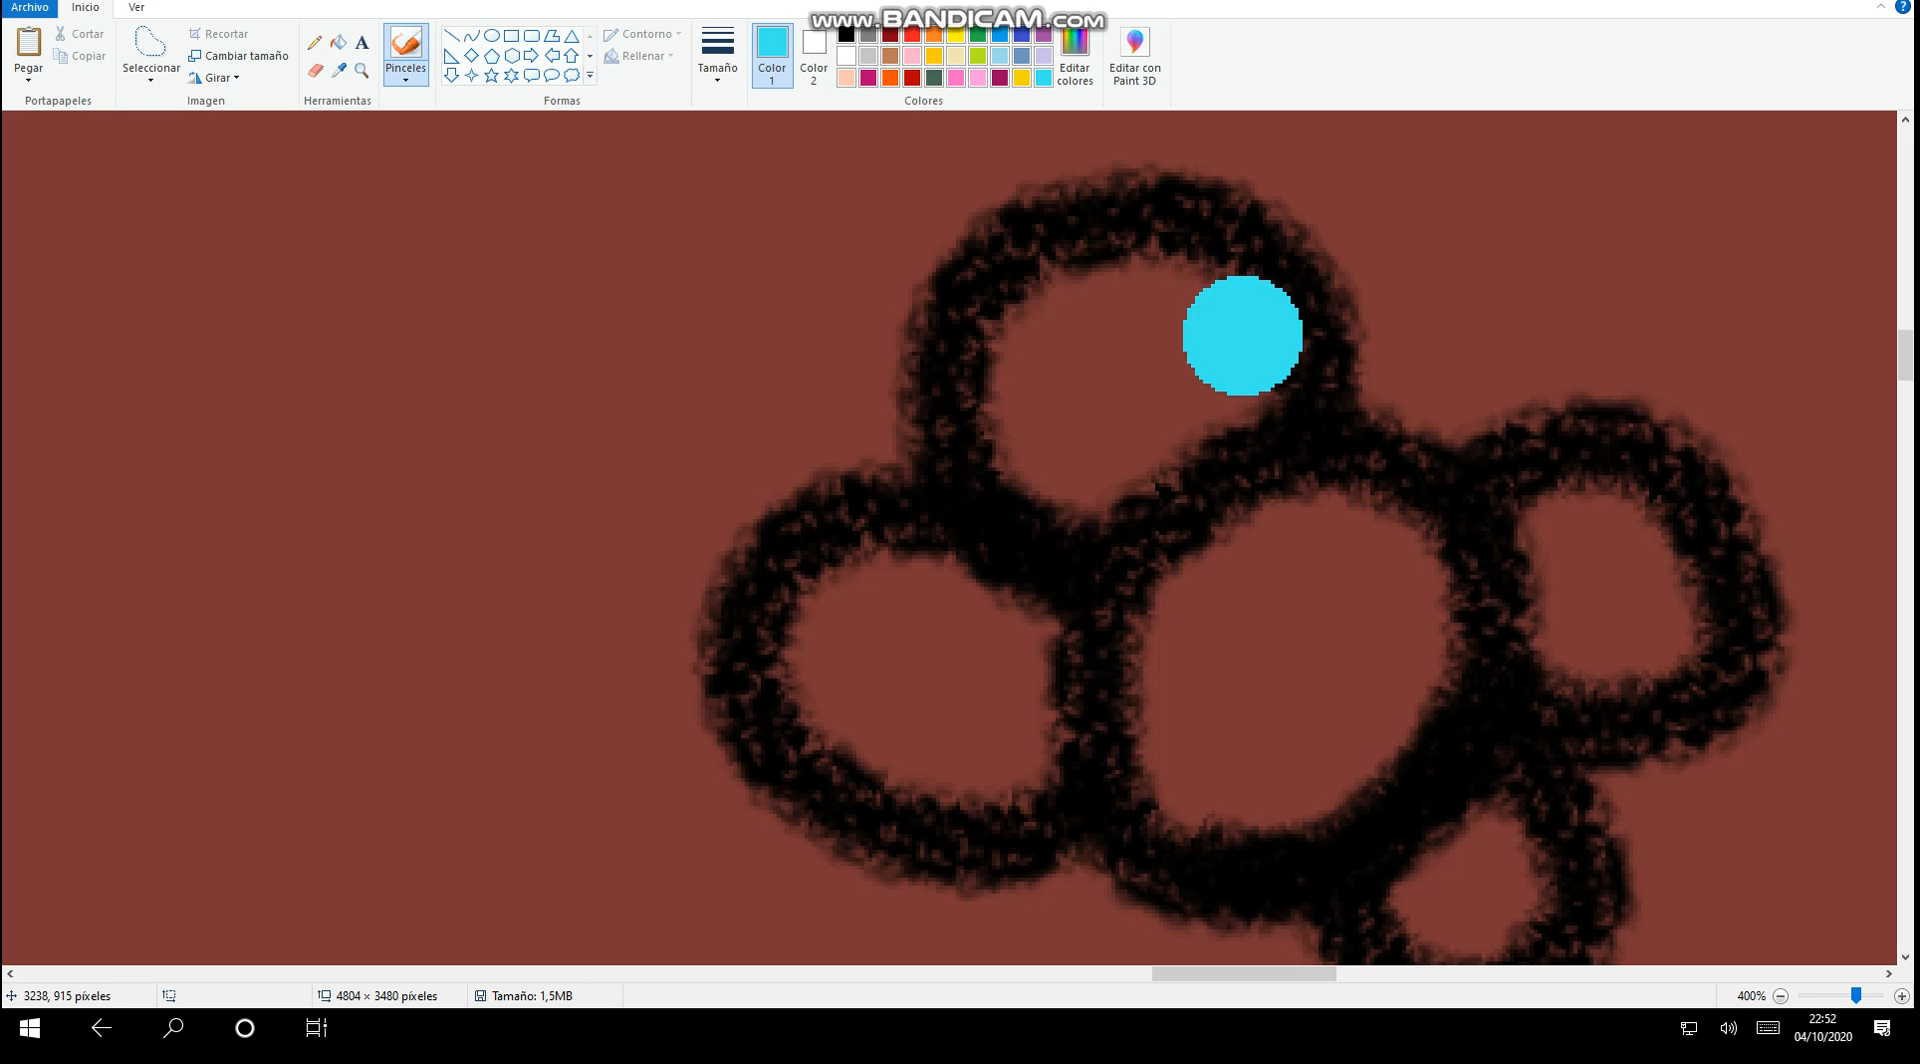 Archivo Inicio Ver
www.BANDICAM.com
Pegar
Cortar
Copiar
Portapapeles
Seleccionar
Recortar
Cambiar tamaño
Girar
Imagen
A
Herramientas
Pinceles
Contorno
Rellenar
Formas
Tamaño
Color
1
Color
2
Editar
colores
Colores
Editar con
Paint 3D
?
3238, 915 píxeles
4804 × 3480 píxeles
Tamaño: 1,5MB
400%
22:52
04/10/2020